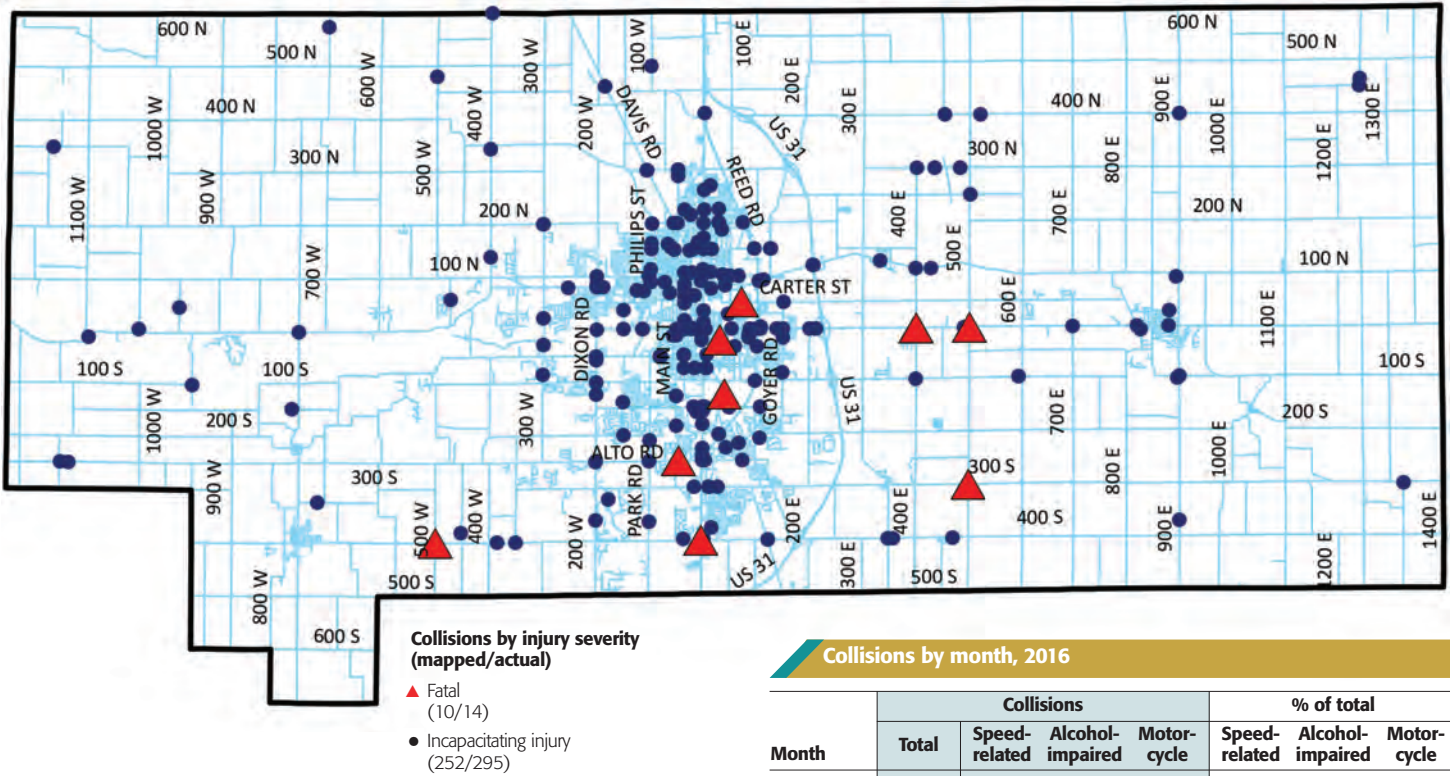 600 N
500 N
600 W
300 W
100 W
100 E
200 E
600 N
500 N
1000 W
400 N
400 W
200 W
DAVIS RD
US 31
300 E
400 N
900 E
1000 E
1300 E
300 N
500 W
REED RD
300 N
800 E
1200 E
1100 W
900 W
200 N
PHILIPS ST
400 E
500 E
700 E
200 N
700 W
100 N
CARTER ST
600 E
100 N
1100 E
DIXON RD
MAIN ST
GOYER RD
100 S
100 S
100 S
1000 W
200 S
300 W
US 31
700 E
1000 E
200 S
ALTO RD
300 S
900 W
500 W
400 W
PARK RD
200 W
200 E
300 S
400 E
400 S
800 E
900 E
1400 E
800 W
500 S
US 31
300 E
500 S
1200 E
600 S
Collisions by injury severity
(mapped/actual)
Fatal
(10/14)
Incapacitating injury
(252/295)
Collisions by month, 2016
Collisions % of total
Month Total Speed-related Alcohol-impaired Motor-cycle Speed-related Alcohol-impaired Motor-cycle